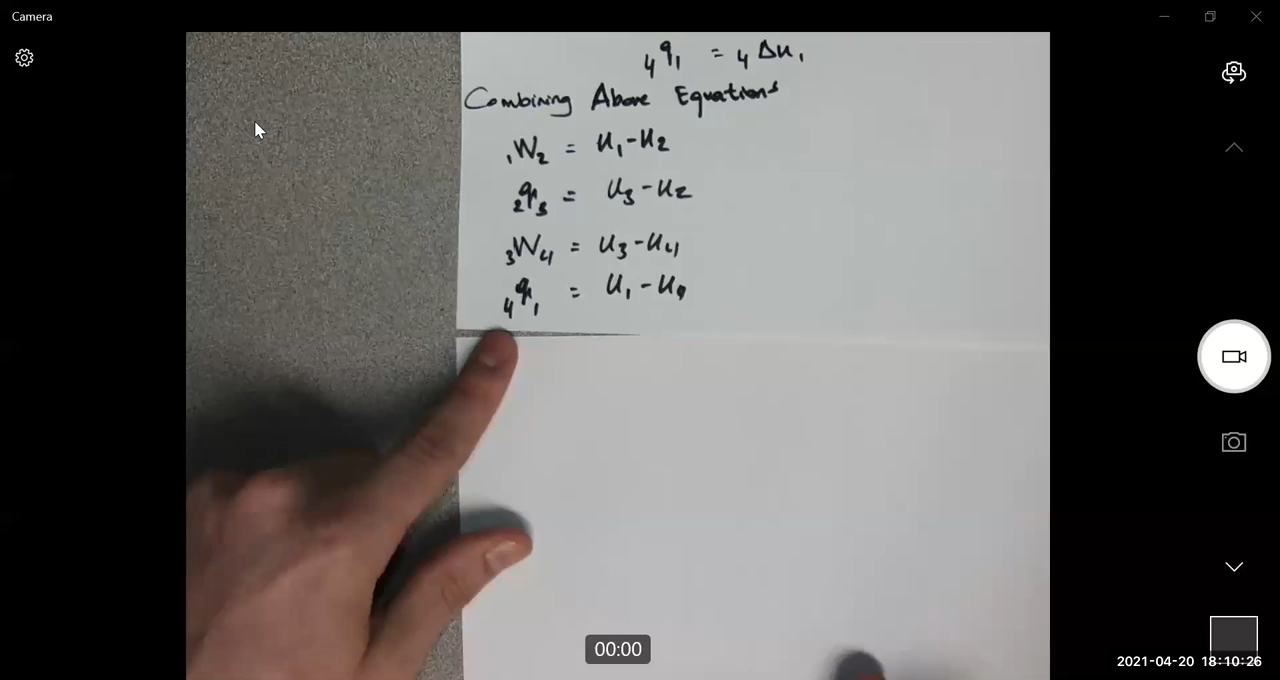 Camera
₄q₁ = ₄Δu₁
Combining Above Equations
₁W₂ = u₁-u₂
₂q₃ = u₃-u₂
₃W₄ = u₃-u₄
₄q₁ = u₁-u₄
00:00
2021-04-20 18:10:26